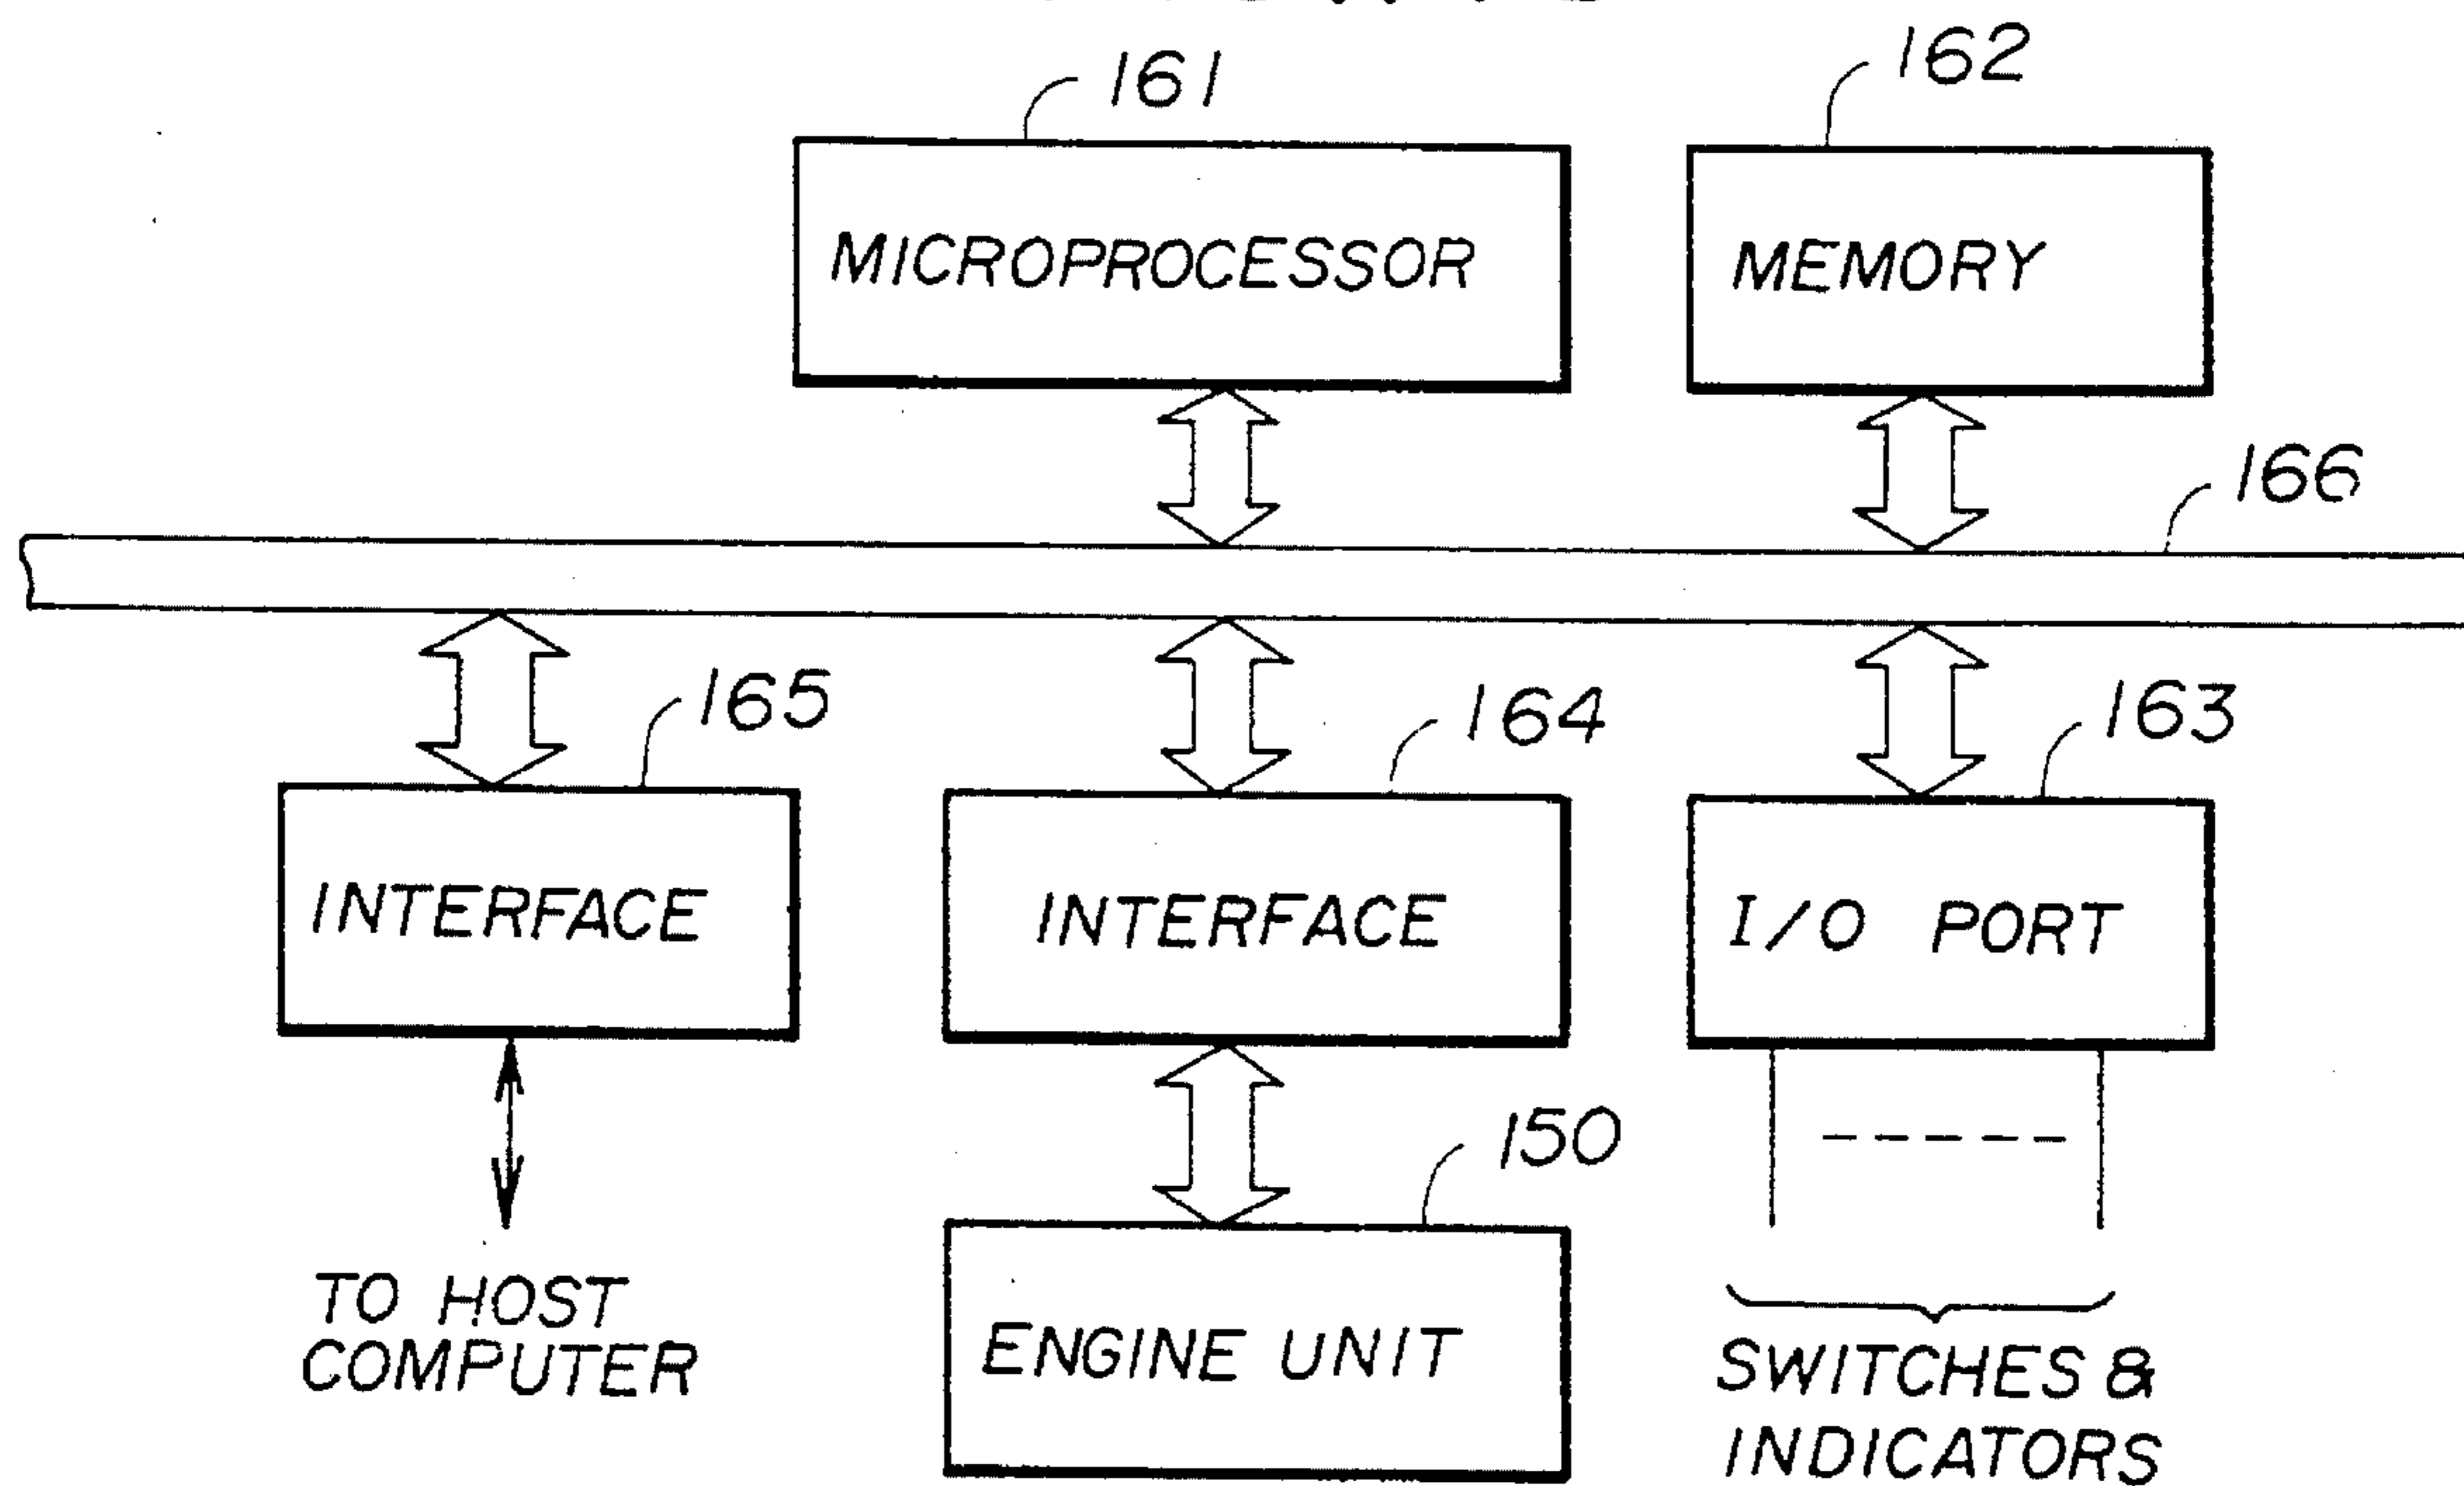 161
162
MICROPROCESSOR
MEMORY
166
165
164
163
INTERFACE
INTERFACE
I/O PORT
150
TO HOST
COMPUTER
ENGINE UNIT
SWITCHES &
INDICATORS